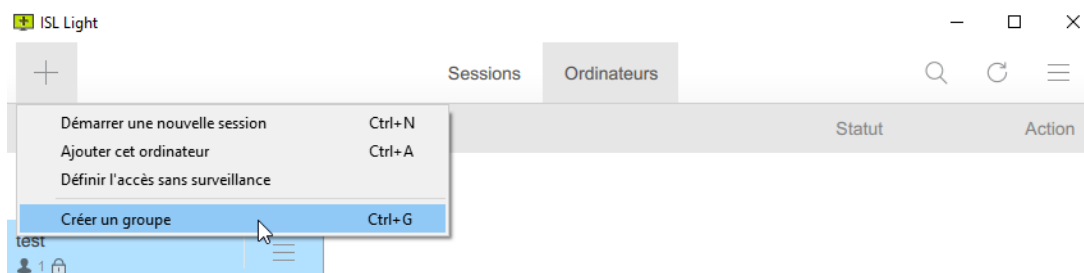 ISL Light
Sessions Ordinateurs
Statut Action
Démarrer une nouvelle session Ctrl+N
Ajouter cet ordinateur Ctrl+A
Définir l'accès sans surveillance
Créer un groupe Ctrl+G
test
1